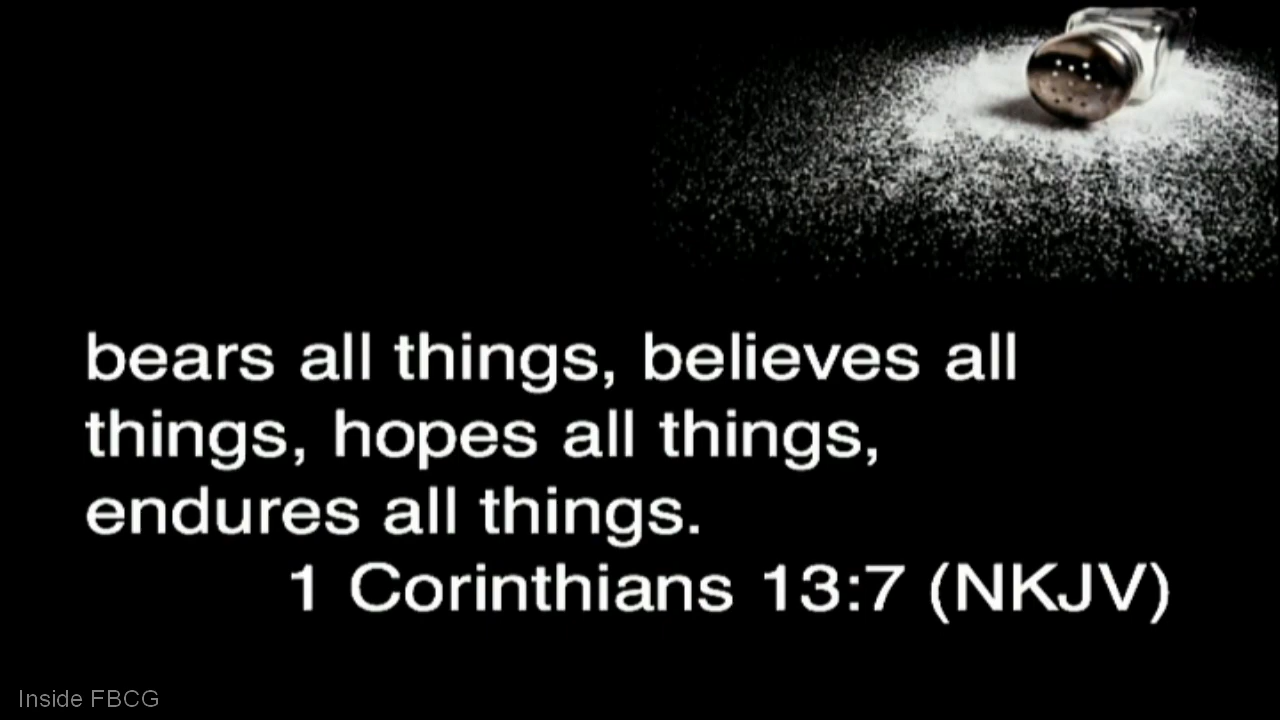 bears all things, believes all
things, hopes all things,
endures all things.
1 Corinthians 13:7 (NKJV)
Inside FBCG